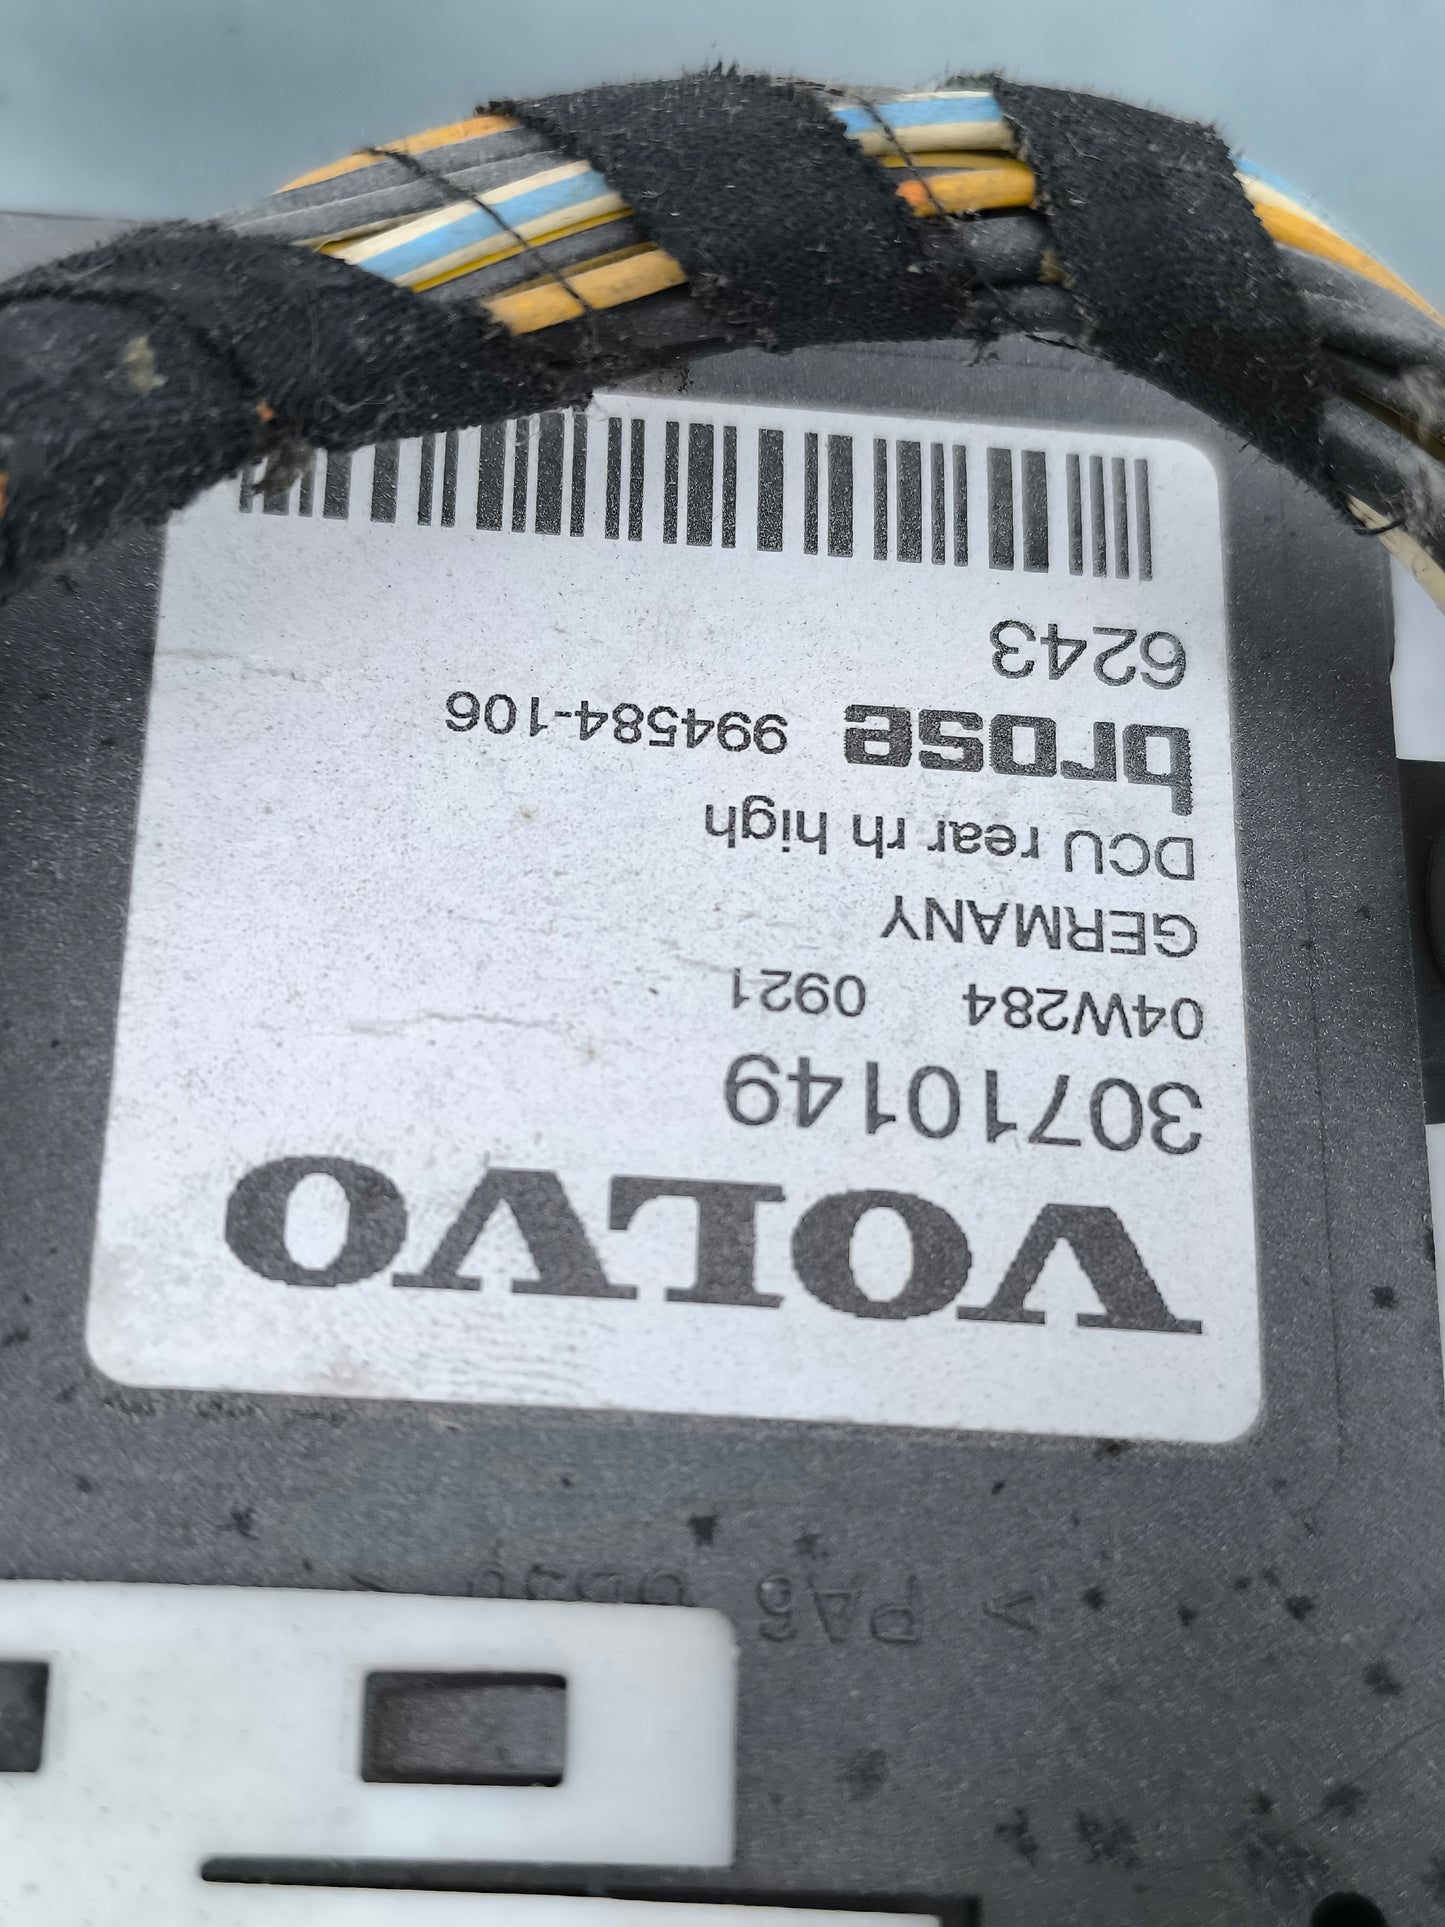 VOLVO
30710149
04W284 0921
GERMANY
DCU rear rh high
brose 994584-106
6243
> PA6